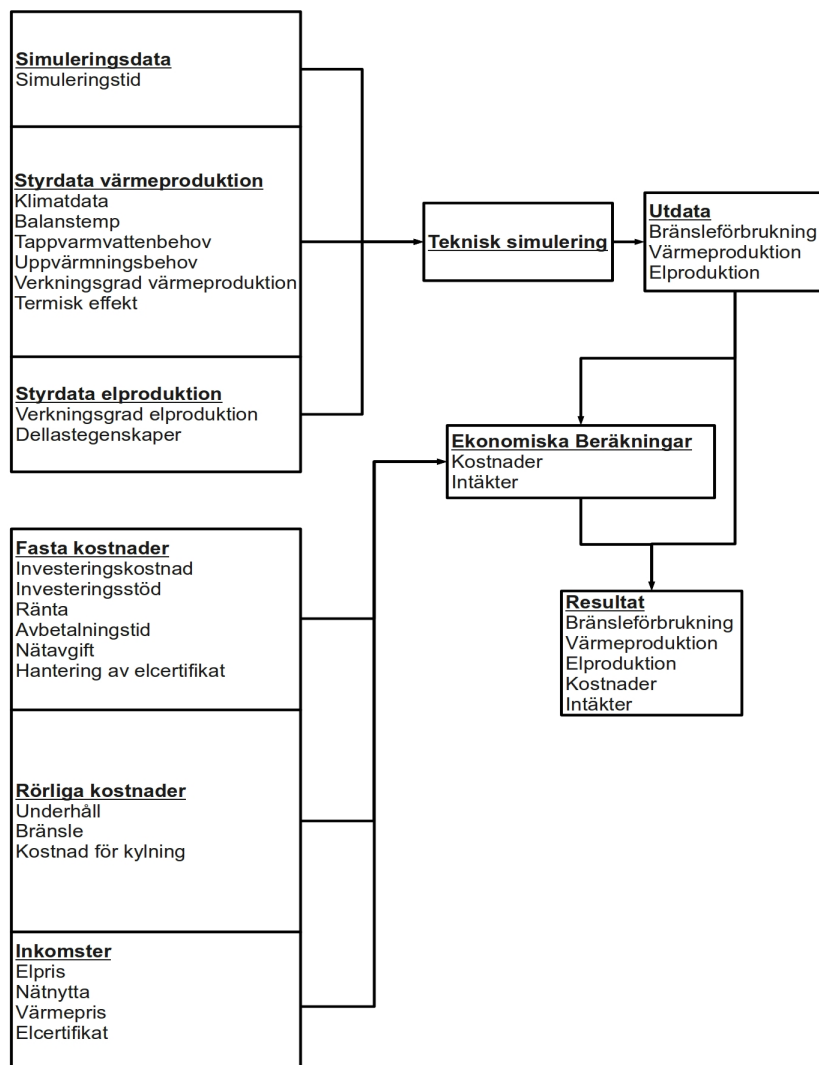 Simuleringsdata
Simuleringstid
Styrdata värmeproduktion
Klimatdata
Balanstemp
Tappvarmvattenbehov
Uppvärmningsbehov
Verkningsgrad värmeproduktion
Termisk effekt
Styrdata elproduktion
Verkningsgrad elproduktion
Dellastegenskaper
Teknisk simulering
Utdata
Bränsleförbrukning
Värmeproduktion
Elproduktion
Ekonomiska Beräkningar
Kostnader
Intäkter
Fasta kostnader
Investeringskostnad
Investeringsstöd
Ränta
Avbetalningstid
Nätavgift
Hantering av elcertifikat
Rörliga kostnader
Underhåll
Bränsle
Kostnad för kylning
Inkomster
Elpris
Nätnytta
Värmepris
Elcertifikat
Resultat
Bränsleförbrukning
Värmeproduktion
Elproduktion
Kostnader
Intäkter